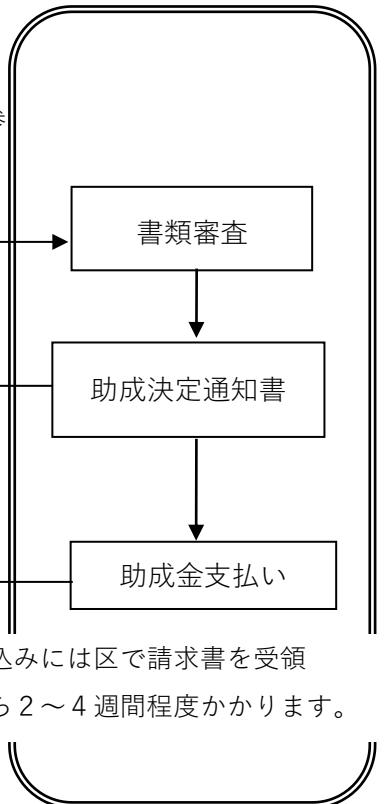 書類審査
助成決定通知書
助成金支払い
込みには区で請求書を受領
ら２～４週間程度かかります。